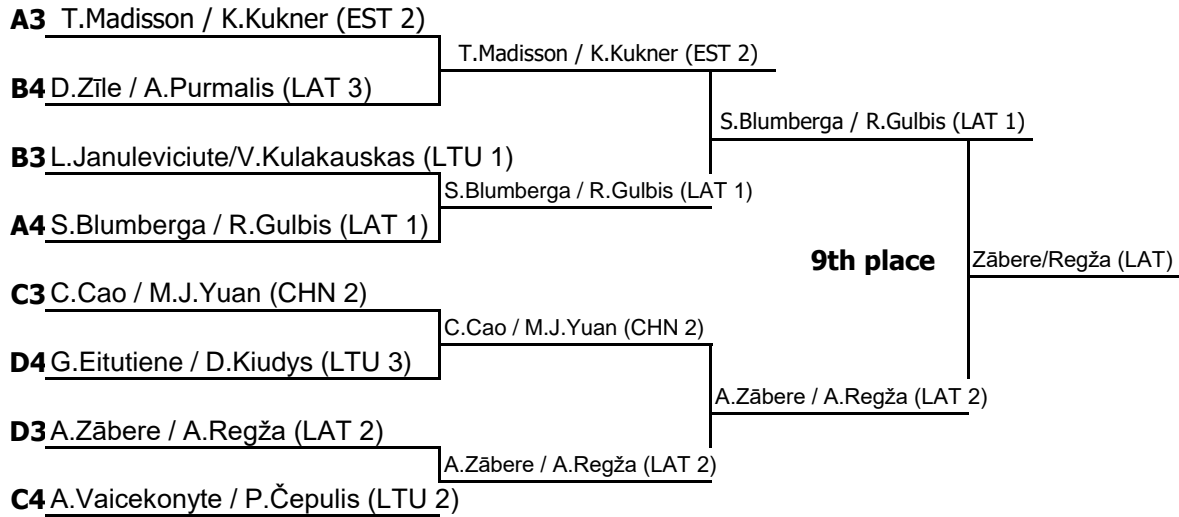 A3 T.Madisson / K.Kukner (EST 2)
T.Madisson / K.Kukner (EST 2)
B4 D.Zīle / A.Purmalis (LAT 3)
S.Blumberga / R.Gulbis (LAT 1)
B3 L.Januleviciute/V.Kulakauskas (LTU 1)
S.Blumberga / R.Gulbis (LAT 1)
A4 S.Blumberga / R.Gulbis (LAT 1)
9th place Zābere/Regža (LAT)
C3 C.Cao / M.J.Yuan (CHN 2)
C.Cao / M.J.Yuan (CHN 2)
D4 G.Eitutiene / D.Kiudys (LTU 3)
A.Zābere / A.Regža (LAT 2)
D3 A.Zābere / A.Regža (LAT 2)
A.Zābere / A.Regža (LAT 2)
C4 A.Vaicekonyte / P.Čepulis (LTU 2)